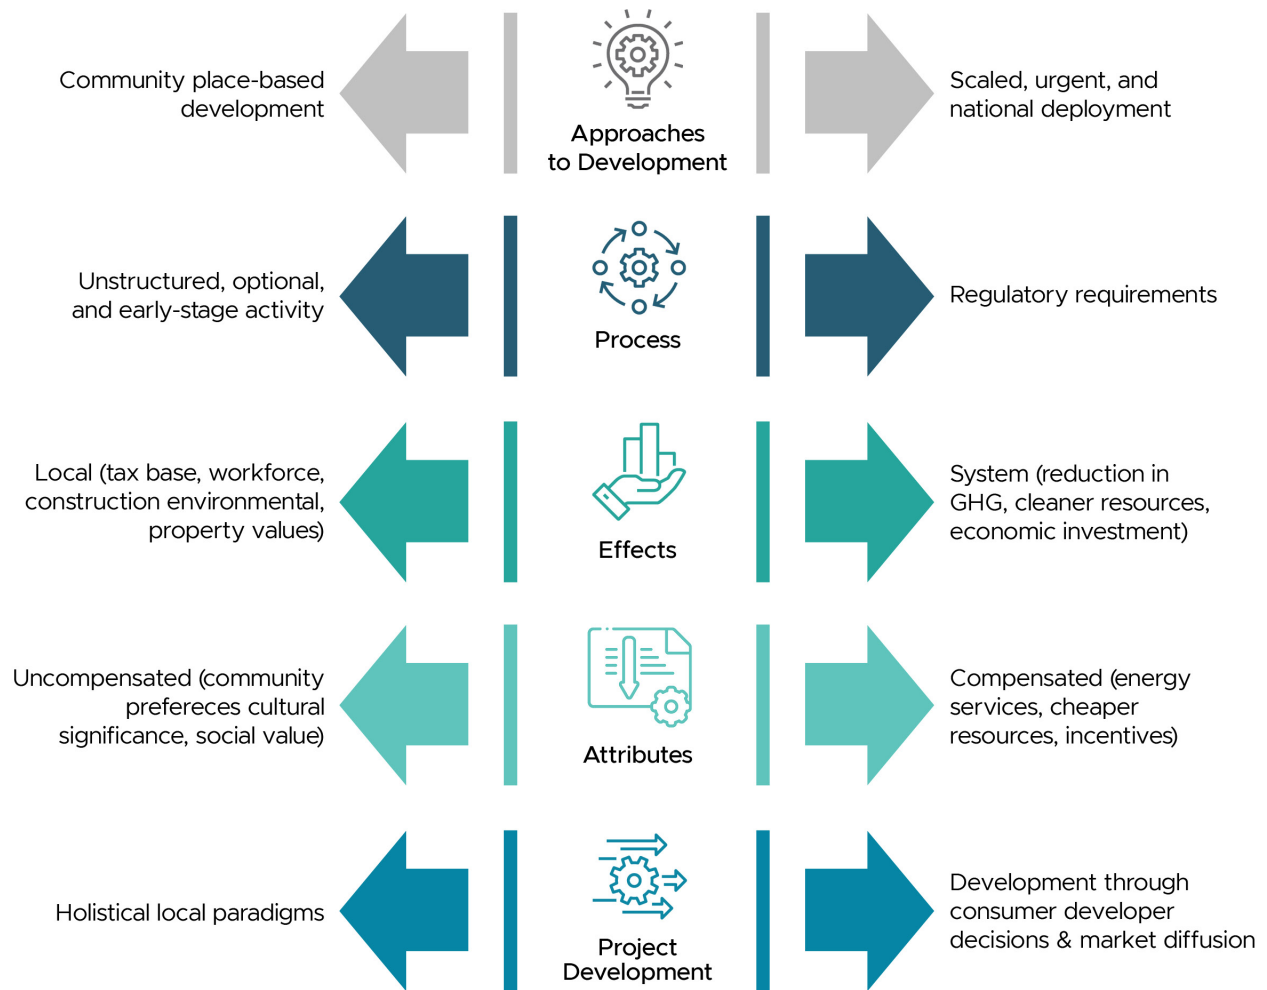 Community place-based
development
Approaches
to Development
Scaled, urgent, and
national deployment
Unstructured, optional,
and early-stage activity
Process
Regulatory requirements
Local (tax base, workforce,
construction environmental,
property values)
Effects
System (reduction in
GHG, cleaner resources,
economic investment)
Uncompensated (community
prefereces cultural
significance, social value)
Attributes
Compensated (energy
services, cheaper
resources, incentives)
Holistical local paradigms
Project
Development
Development through
consumer developer
decisions & market diffusion